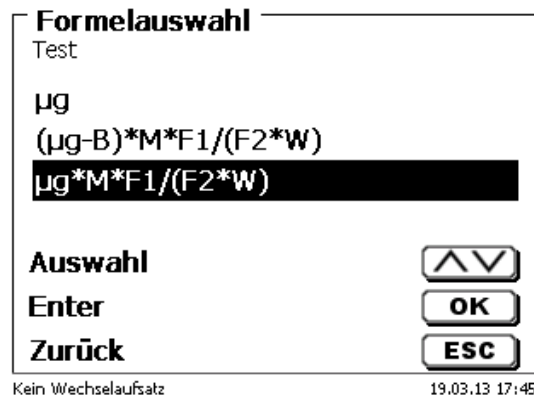 Formelauswahl
Test
µg
(µg-B)*M*F1/(F2*W)
µg*M*F1/(F2*W)
Auswahl
Enter OK
Zurück ESC
Kein Wechselaufsatz 19.03.13 17:45